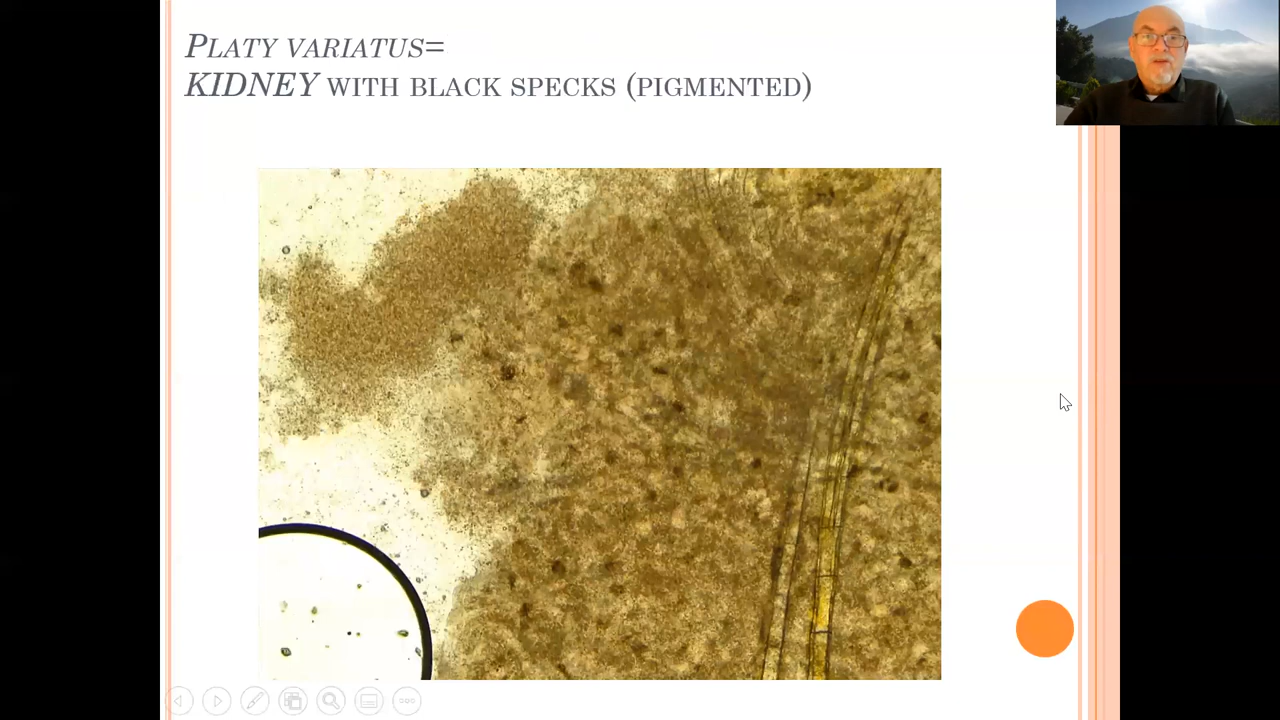 PLATY VARIATUS=
KIDNEY WITH BLACK SPECKS (PIGMENTED)